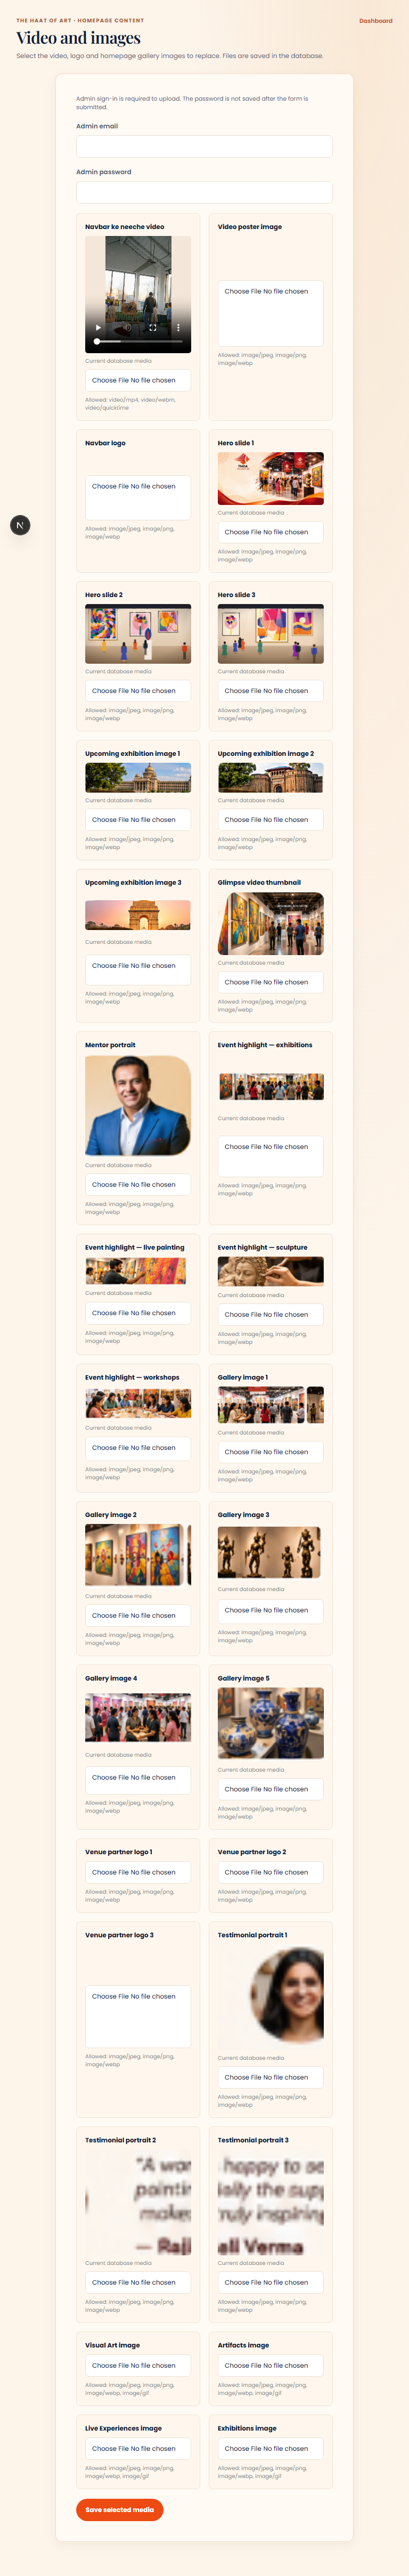 THE HAAT OF ART · HOMEPAGE CONTENT
Dashboard
Video and images
Select the video, logo and homepage gallery images to replace. Files are saved in the database.
Admin sign-in is required to upload. The password is not saved after the form is
submitted.
Admin email
Admin password
Navbar ke neeche video
Current database media
Choose File No file chosen
Allowed: video/mp4, video/webm,
video/quicktime
Video poster image
Choose File No file chosen
Allowed: image/jpeg, image/png,
image/webp
Navbar logo
Choose File No file chosen
Allowed: image/jpeg, image/png,
image/webp
Hero slide 1
Current database media
Choose File No file chosen
Allowed: image/jpeg, image/png,
image/webp
N
Hero slide 2
Current database media
Choose File No file chosen
Allowed: image/jpeg, image/png,
image/webp
Hero slide 3
Current database media
Choose File No file chosen
Allowed: image/jpeg, image/png,
image/webp
Upcoming exhibition image 1
Current database media
Choose File No file chosen
Allowed: image/jpeg, image/png,
image/webp
Upcoming exhibition image 2
Current database media
Choose File No file chosen
Allowed: image/jpeg, image/png,
image/webp
Upcoming exhibition image 3
Current database media
Choose File No file chosen
Allowed: image/jpeg, image/png,
image/webp
Glimpse video thumbnail
Current database media
Choose File No file chosen
Allowed: image/jpeg, image/png,
image/webp
Mentor portrait
Current database media
Choose File No file chosen
Allowed: image/jpeg, image/png,
image/webp
Event highlight — exhibitions
Current database media
Choose File No file chosen
Allowed: image/jpeg, image/png,
image/webp
Event highlight — live painting
Current database media
Choose File No file chosen
Allowed: image/jpeg, image/png,
image/webp
Event highlight — sculpture
Current database media
Choose File No file chosen
Allowed: image/jpeg, image/png,
image/webp
Event highlight — workshops
Current database media
Choose File No file chosen
Allowed: image/jpeg, image/png,
image/webp
Gallery image 1
Current database media
Choose File No file chosen
Allowed: image/jpeg, image/png,
image/webp
Gallery image 2
Current database media
Choose File No file chosen
Allowed: image/jpeg, image/png,
image/webp
Gallery image 3
Current database media
Choose File No file chosen
Allowed: image/jpeg, image/png,
image/webp
Gallery image 4
Current database media
Choose File No file chosen
Allowed: image/jpeg, image/png,
image/webp
Gallery image 5
Current database media
Choose File No file chosen
Allowed: image/jpeg, image/png,
image/webp
Venue partner logo 1
Choose File No file chosen
Allowed: image/jpeg, image/png,
image/webp
Venue partner logo 2
Choose File No file chosen
Allowed: image/jpeg, image/png,
image/webp
Venue partner logo 3
Choose File No file chosen
Allowed: image/jpeg, image/png,
image/webp
Testimonial portrait 1
Current database media
Choose File No file chosen
Allowed: image/jpeg, image/png,
image/webp
Testimonial portrait 2
Current database media
Choose File No file chosen
Allowed: image/jpeg, image/png,
image/webp
Testimonial portrait 3
Verma
Current database media
Choose File No file chosen
Allowed: image/jpeg, image/png,
image/webp
Visual Art image
Choose File No file chosen
Allowed: image/jpeg, image/png,
image/webp, image/gif
Artifacts image
Choose File No file chosen
Allowed: image/jpeg, image/png,
image/webp, image/gif
Live Experiences image
Choose File No file chosen
Allowed: image/jpeg, image/png,
image/webp, image/gif
Exhibitions image
Choose File No file chosen
Allowed: image/jpeg, image/png,
image/webp, image/gif
Save selected media